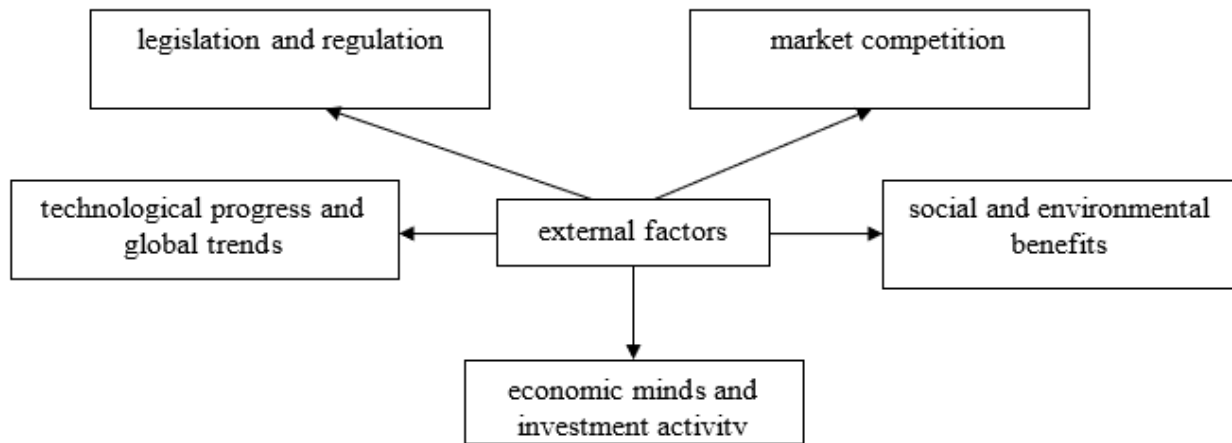 legislation and regulation
market competition
technological progress and
global trends
external factors
social and environmental
benefits
economic minds and
investment activity